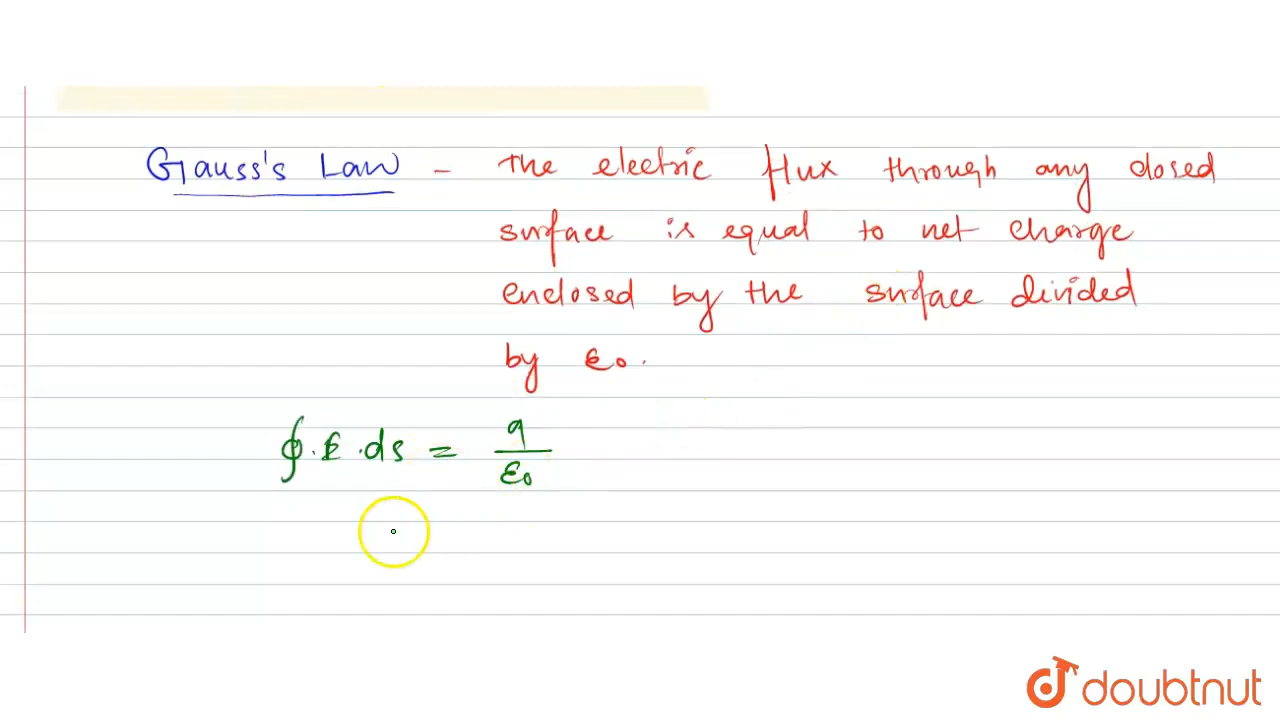 Gauss's Law - The electric flux through any closed
surface is equal to net charge
enclosed by the surface divided
by ε₀.
∮.E.ds = q/ε₀
doubtnut